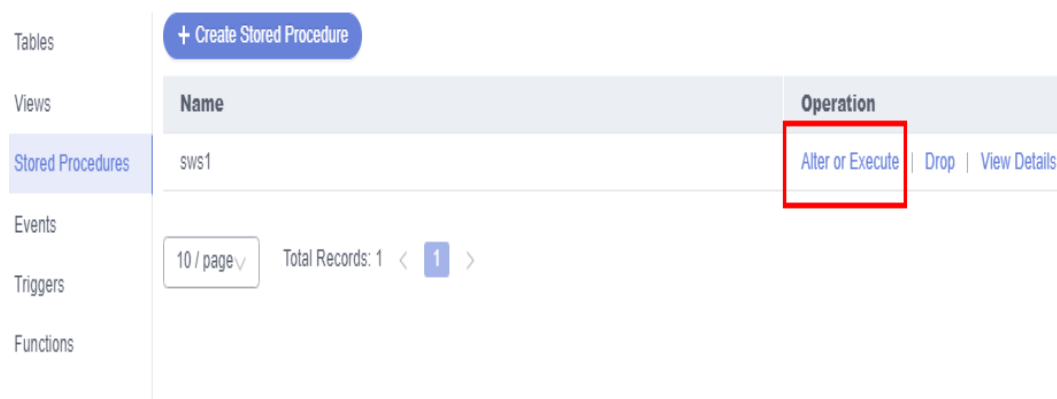 Tables
Views
Stored Procedures
Events
Triggers
Functions
+ Create Stored Procedure
Name Operation
sws1 Alter or Execute | Drop | View Details
10 / page Total Records: 1 < 1 >